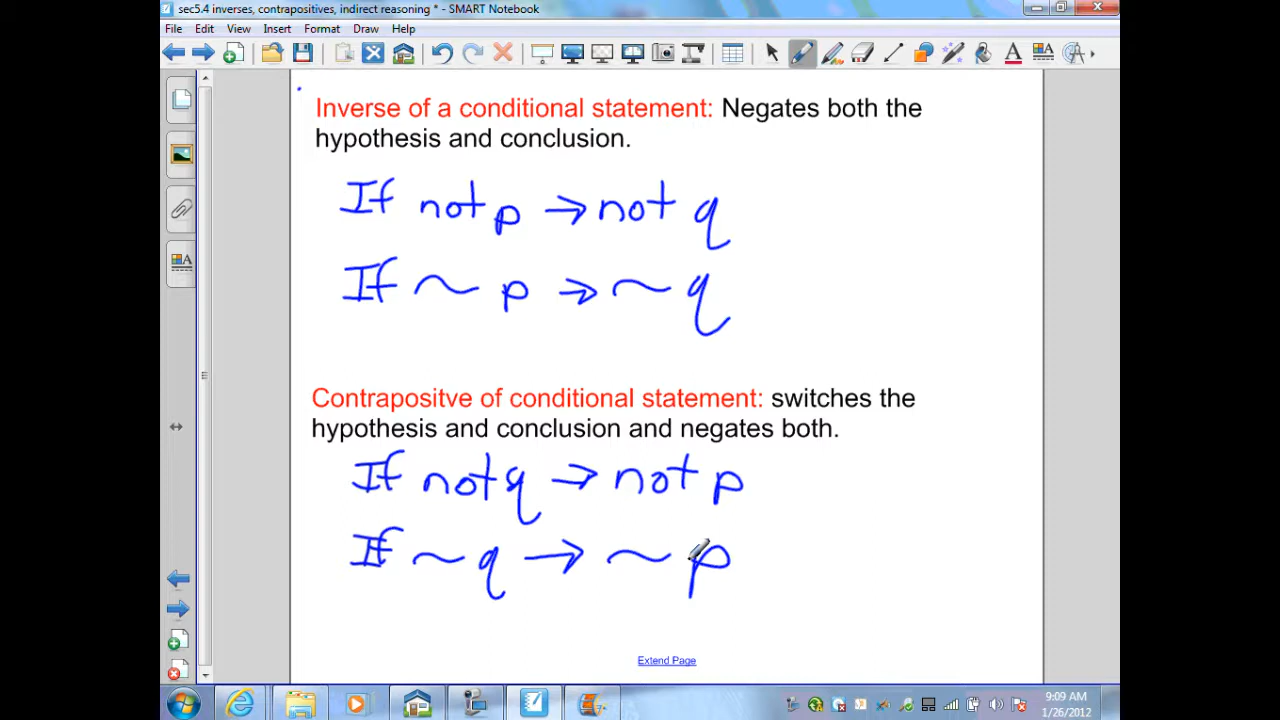 sec5.4 inverses, contrapositives, indirect reasoning * - SMART Notebook
File Edit View Insert Format Draw Help
Inverse of a conditional statement: Negates both the
hypothesis and conclusion.
If not p → not q
If ~ p → ~ q
Contrapositve of conditional statement: switches the
hypothesis and conclusion and negates both.
If not q → not p
If ~ q → ~ p
Extend Page
9:09 AM
1/26/2012